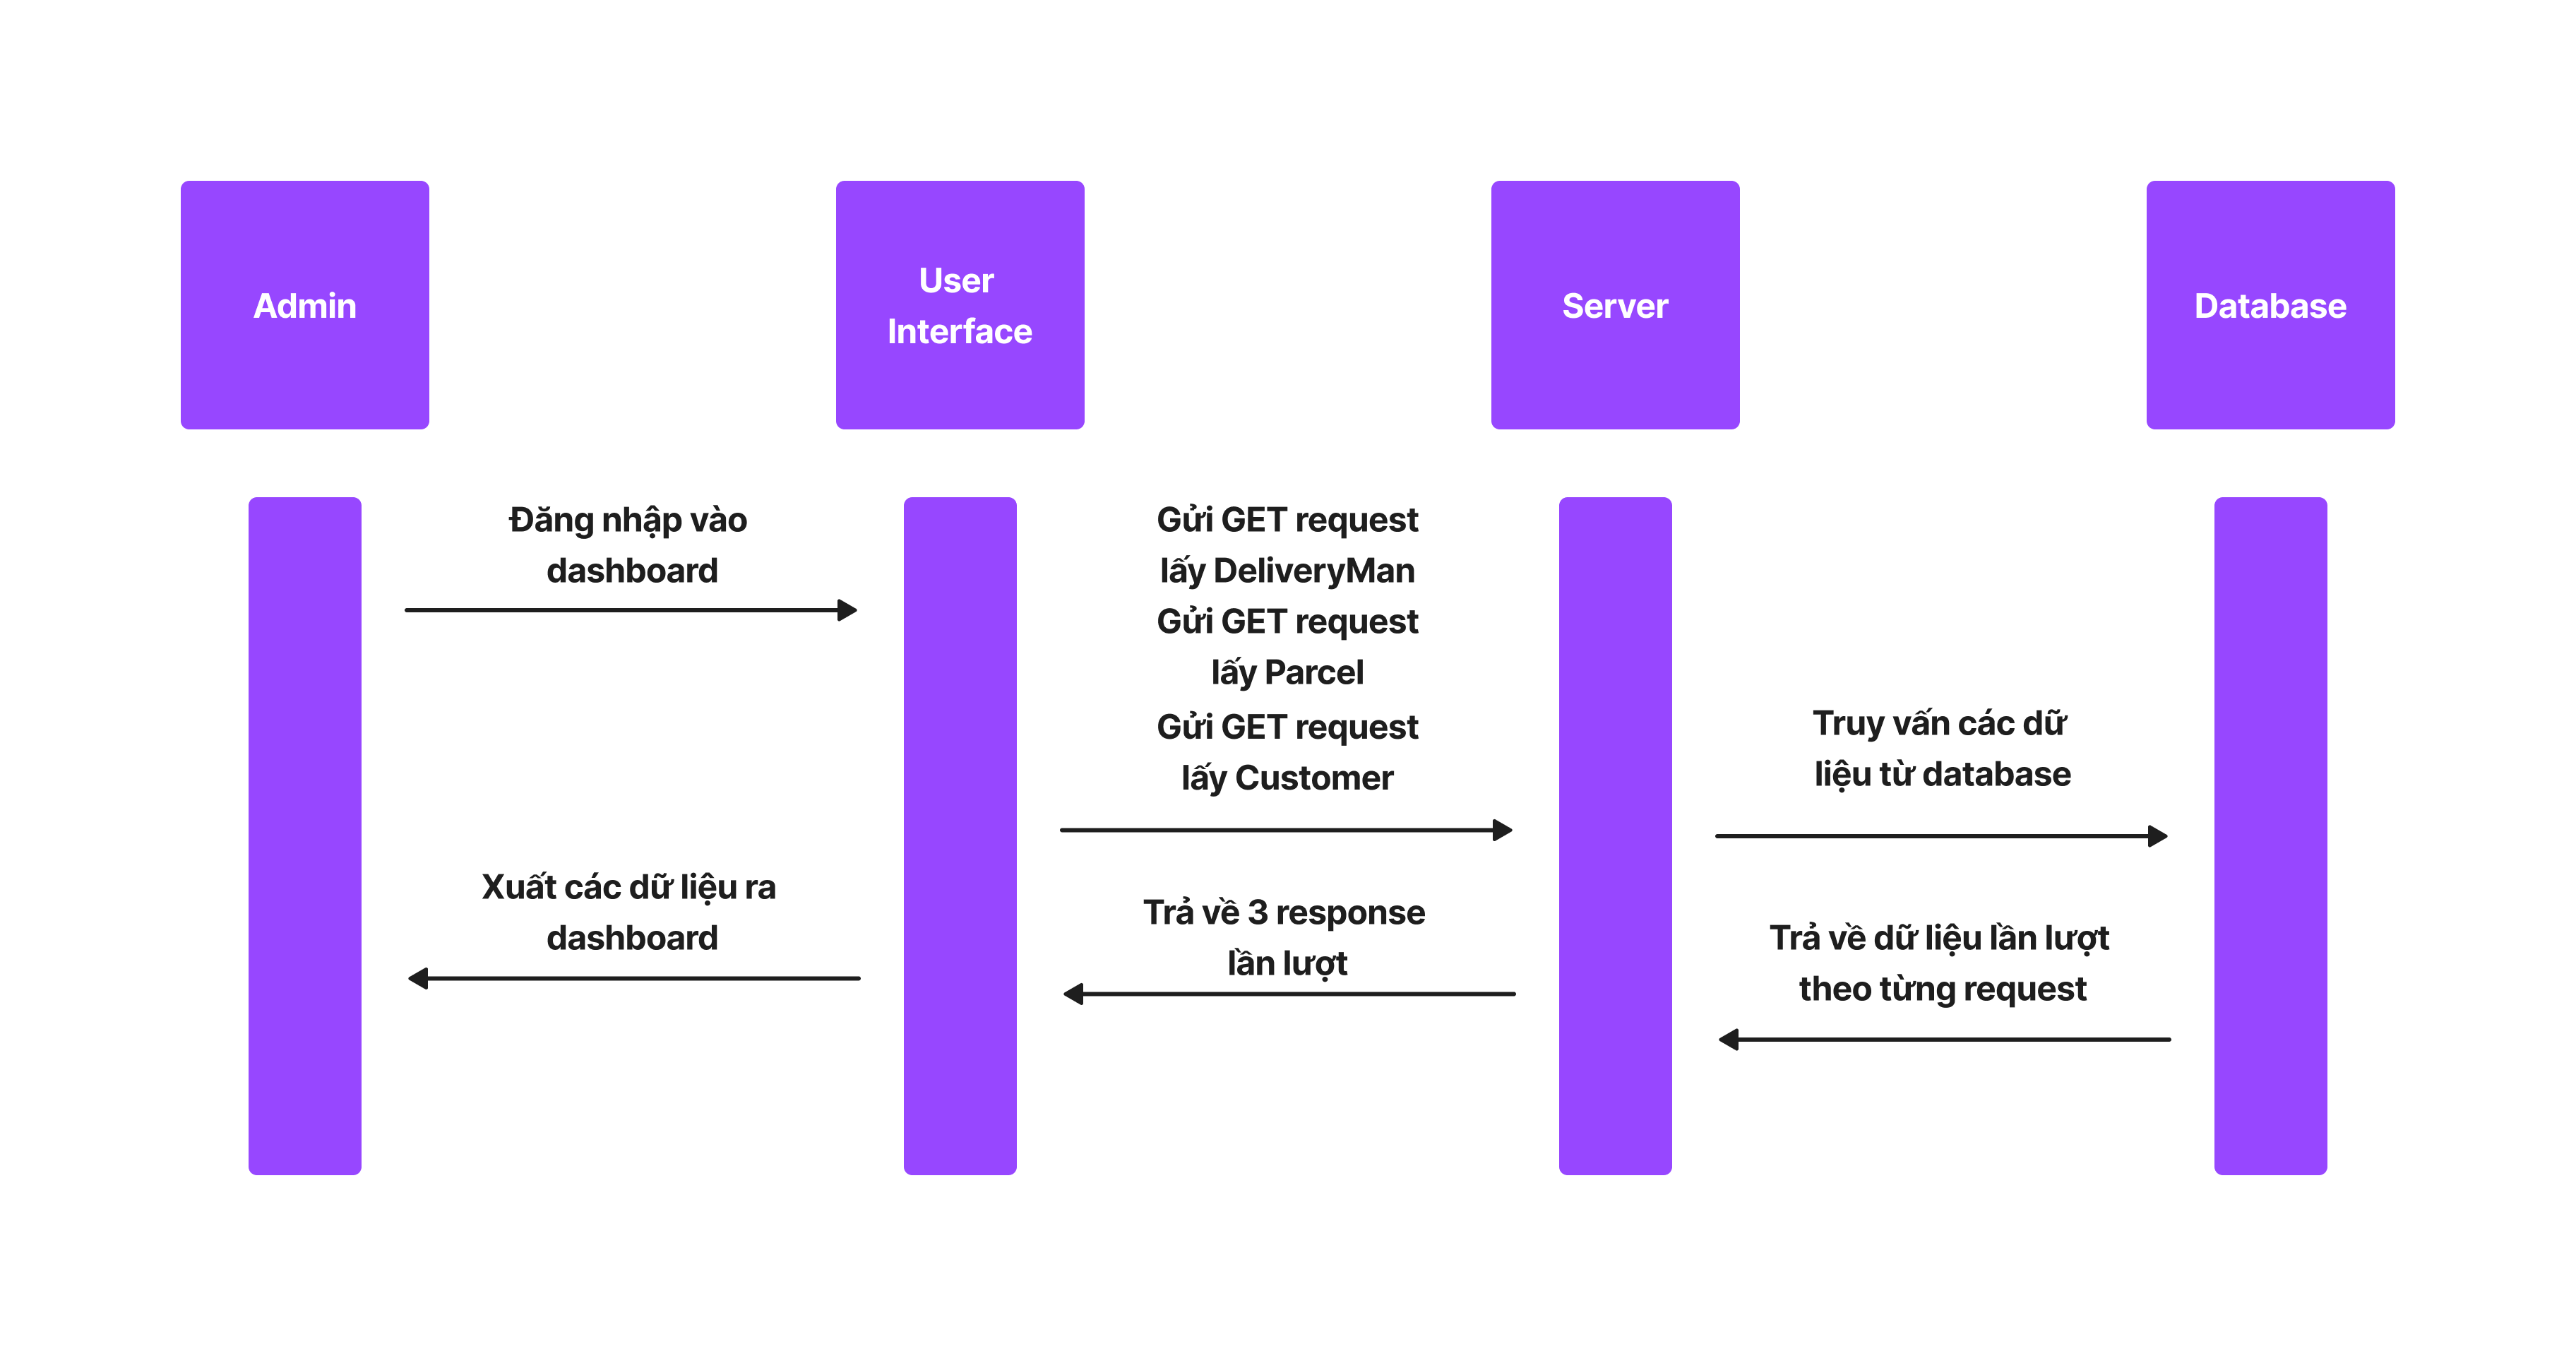 Admin
User
Interface
Server
Database
Đăng nhập vào
dashboard
Gửi GET request
lấy DeliveryMan
Gửi GET request
lấy Parcel
Gửi GET request
lấy Customer
Truy vấn các dữ
liệu từ database
Xuất các dữ liệu ra
dashboard
Trả về 3 response
lần lượt
Trả về dữ liệu lần lượt
theo từng request